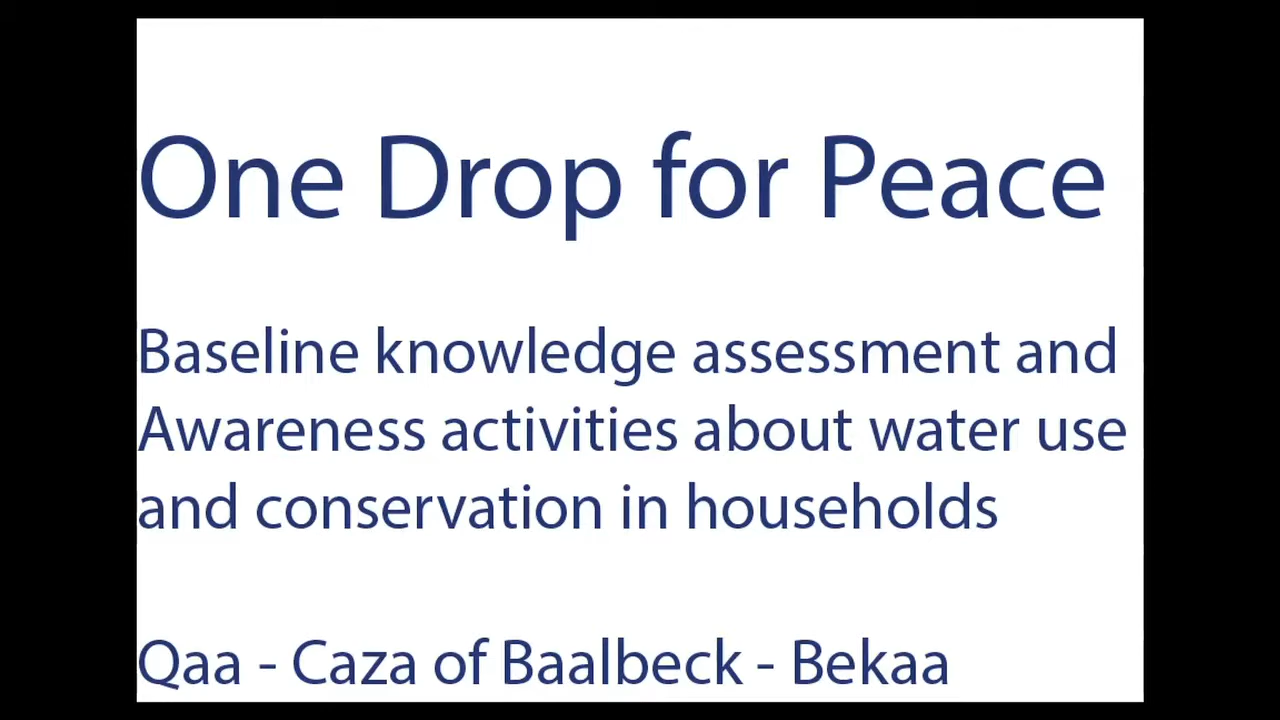 One Drop for Peace
Baseline knowledge assessment and
Awareness activities about water use
and conservation in households
Qaa - Caza of Baalbeck - Bekaa